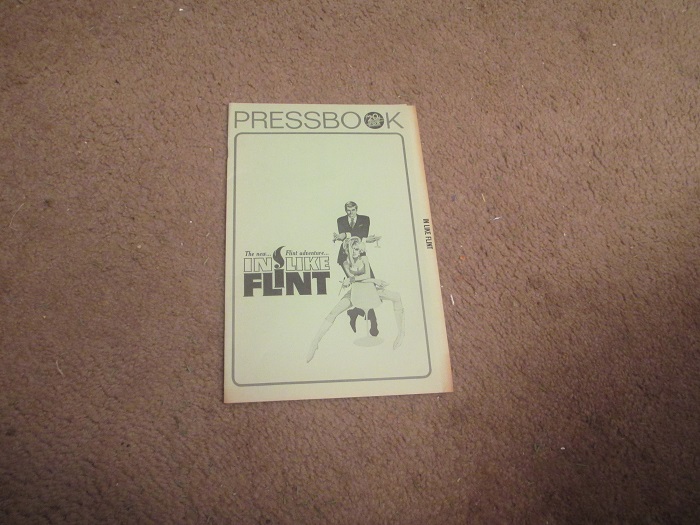 PRESSBOOK
The new... Flint adventure...
IN LIKE
FLINT
IN LIKE FLINT